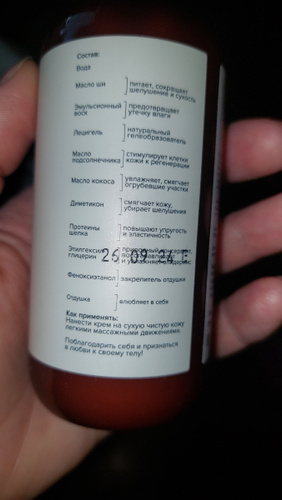 Состав:
Вода
Масло ши питает, сокращает
шелушение и сухость
Эмульсионный предотвращает
воск утечку влаги
Лецигель натуральный
гелеобразователь
Масло стимулирует клетки
подсолнечника кожи к регенерации
Масло кокоса увлажняет, смягчает
огрубевшие участки
Диметикон смягчает кожу,
убирает шелушения
Протеины повышают упругость
шелка и эластичность
Этилгексил
глицерин
26 09 24
Феноксиэтанол закрепитель отдушки
Отдушка влюбляет в себя
Как применять:
Нанести крем на сухую чистую кожу
легкими массажными движениями.
Поблагодарить себя и признаться
в любви к своему телу!